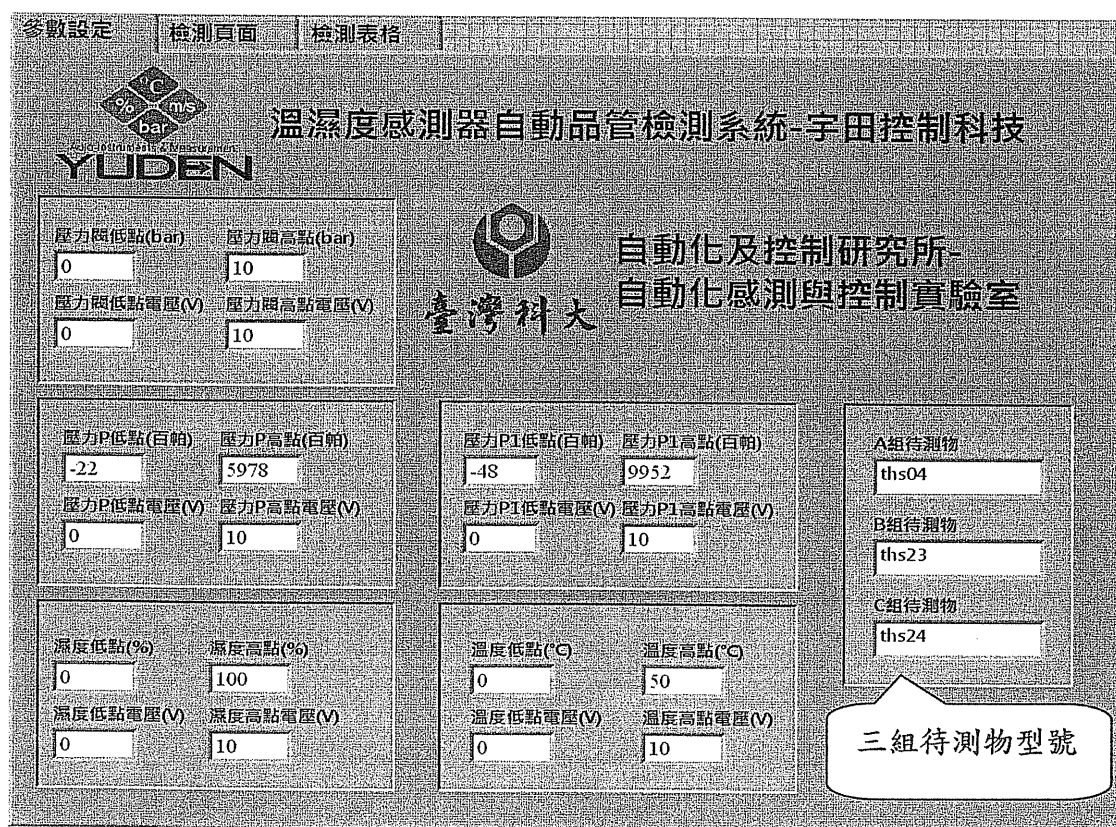 參數設定 檢測頁面 檢測表格
°C
% m/s
bar
YUDEN
溫濕度感測器自動品管檢測系統-宇田控制科技
壓力閥低點(bar) 壓力閥高點(bar)
0 10
壓力閥低點電壓(V) 壓力閥高點電壓(V)
0 10
臺灣科大
自動化及控制研究所-
自動化感測與控制實驗室
壓力P低點(百帕) 壓力P高點(百帕)
-22 5978
壓力P低點電壓(V) 壓力P高點電壓(V)
0 10
壓力P1低點(百帕) 壓力P1高點(百帕)
-48 9952
壓力P1低點電壓(V) 壓力P1高點電壓(V)
0 10
A組待測物
ths04
B組待測物
ths23
C組待測物
ths24
濕度低點(%) 濕度高點(%)
0 100
濕度低點電壓(V) 濕度高點電壓(V)
0 10
溫度低點(°C) 溫度高點(°C)
0 50
溫度低點電壓(V) 溫度高點電壓(V)
0 10
三組待測物型號